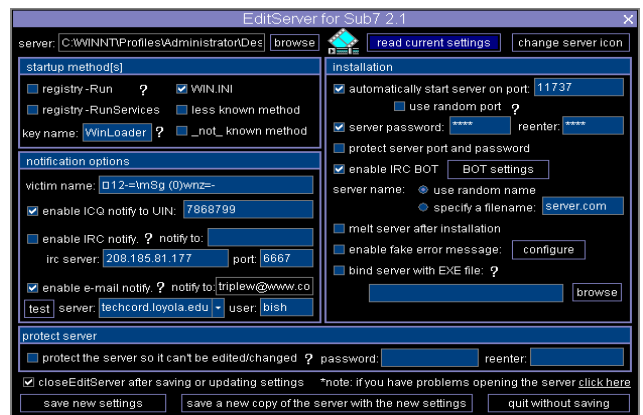 EditServer for Sub7 2.1 X
server: C:\WINNT\Profiles\Administrator\Des browse read current settings change server icon
startup method[s]
registry -Run ? WIN.INI
registry -RunServices less known method
key name: WinLoader ? _not_ known method
notification options
victim name: 12-=\mSg (0)wnz=-
enable ICQ notify to UIN: 7868799
enable IRC notify. ? notify to:
irc server: 208.185.81.177 port: 6667
enable e-mail notify. ? notify to: triplew@www.co
test server: techcord.loyola.edu user: bish
installation
automatically start server on port: 11737
use random port ?
server password: **** reenter: ****
protect server port and password
enable IRC BOT BOT settings
server name: use random name
specify a filename: server.com
melt server after installation
enable fake error message: configure
bind server with EXE file: ?
browse
protect server
protect the server so it can't be edited/changed ? password: reenter:
closeEditServer after saving or updating settings *note: if you have problems opening the server click here
save new settings save a new copy of the server with the new settings quit without saving